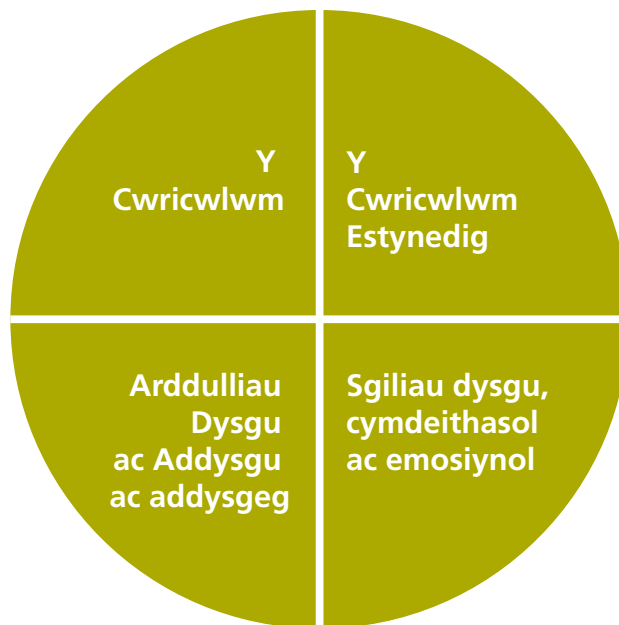 Y
Cwricwlwm
Y
Cwricwlwm
Estynedig
Arddulliau
Dysgu
ac Addysgu
ac addysgeg
Sgiliau dysgu,
cymdeithasol
ac emosiynol